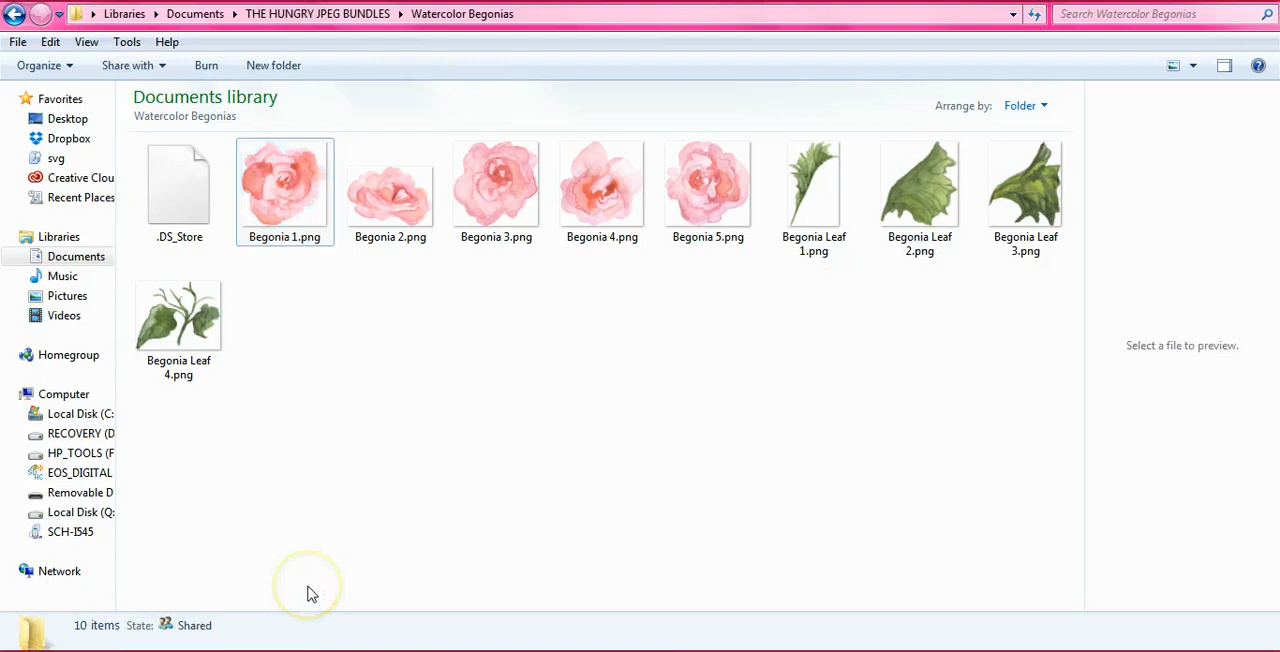 Libraries ▸ Documents ▸ THE HUNGRY JPEG BUNDLES ▸ Watercolor Begonias
Search Watercolor Begonias
File Edit View Tools Help
Organize Share with Burn New folder
Documents library
Watercolor Begonias
Arrange by: Folder
Favorites
Desktop
Dropbox
svg
Creative Clou
Recent Places
Libraries
Documents
Music
Pictures
Videos
Homegroup
Computer
Local Disk (C:
RECOVERY (D
HP_TOOLS (F
EOS_DIGITAL
Removable D
Local Disk (Q:
SCH-I545
Network
.DS_Store
Begonia 1.png
Begonia 2.png
Begonia 3.png
Begonia 4.png
Begonia 5.png
Begonia Leaf
1.png
Begonia Leaf
2.png
Begonia Leaf
3.png
Begonia Leaf
4.png
Select a file to preview.
10 items State: Shared